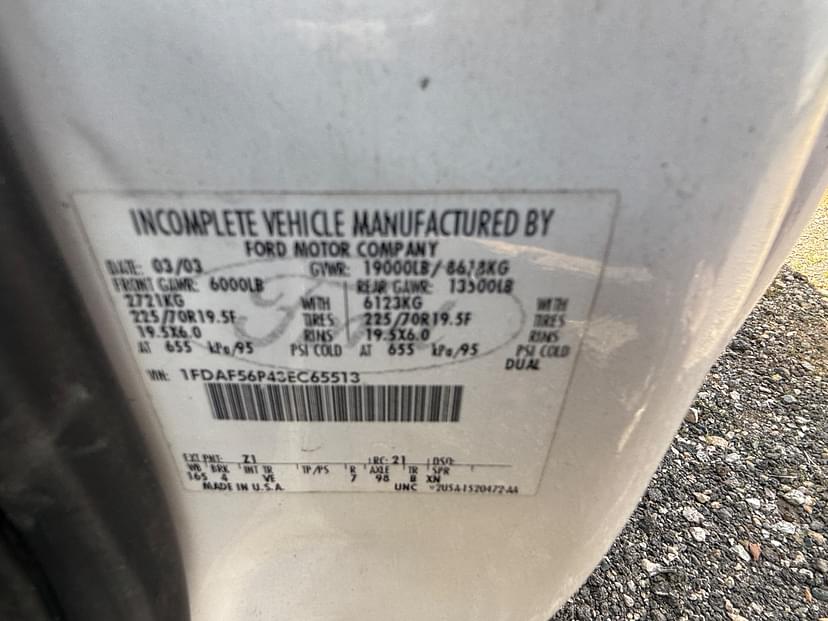 INCOMPLETE VEHICLE MANUFACTURED BY
FORD MOTOR COMPANY
DATE: 03/03 GVWR: 19000LB/ 8618KG
FRONT GAWR: 6000LB REAR GAWR: 13500LB
2721KG WITH 6123KG WITH
225/70R19.5F TIRES 225/70R19.5F TIRES
19.5X6.0 RIMS 19.5X6.0 RIMS
AT 655 kPa/95 PSI COLD AT 655 kPa/95 PSI COLD
DUAL
VIN: 1FDAF56P43EC65513
EXT PNT: Z1 RC: 21 DSO:
WB BRK INT TR TP/PS R AXLE TR SPR
165 4 VE 7 98 B XN
MADE IN U.S.A. UNC
Ford